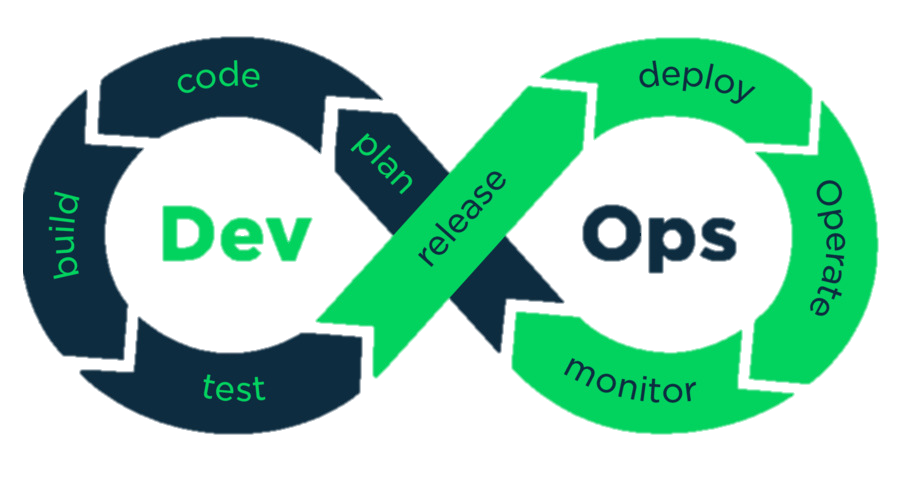 code
deploy
plan
release
build
Dev
Ops
Operate
test
monitor